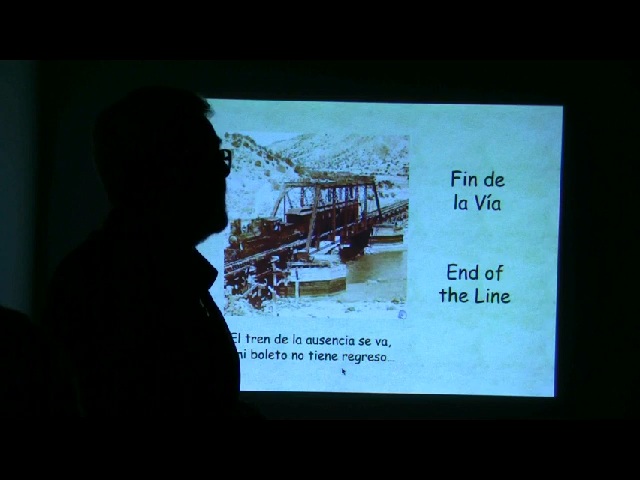 Fin de
la Vía
End of
the Line
El tren de la ausencia se va,
mi boleto no tiene regreso...